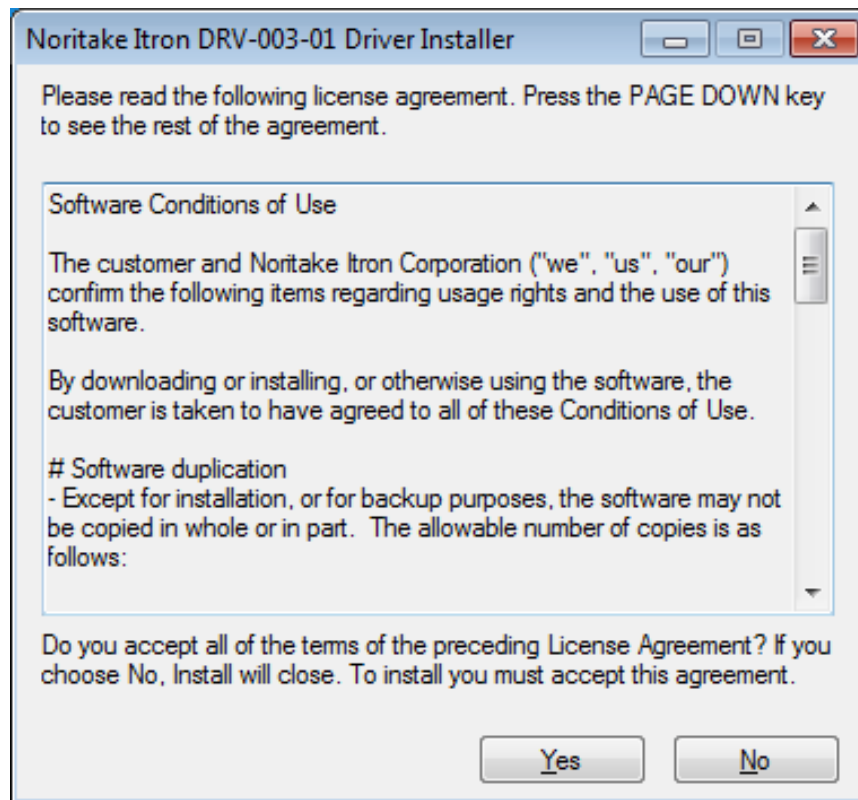 Noritake Itron DRV-003-01 Driver Installer
Please read the following license agreement. Press the PAGE DOWN key
to see the rest of the agreement.
Software Conditions of Use
The customer and Noritake Itron Corporation ("we", "us", "our")
confirm the following items regarding usage rights and the use of this
software.
By downloading or installing, or otherwise using the software, the
customer is taken to have agreed to all of these Conditions of Use.
# Software duplication
- Except for installation, or for backup purposes, the software may not
be copied in whole or in part.  The allowable number of copies is as
follows:
Do you accept all of the terms of the preceding License Agreement? If you
choose No, Install will close. To install you must accept this agreement.
Yes
No